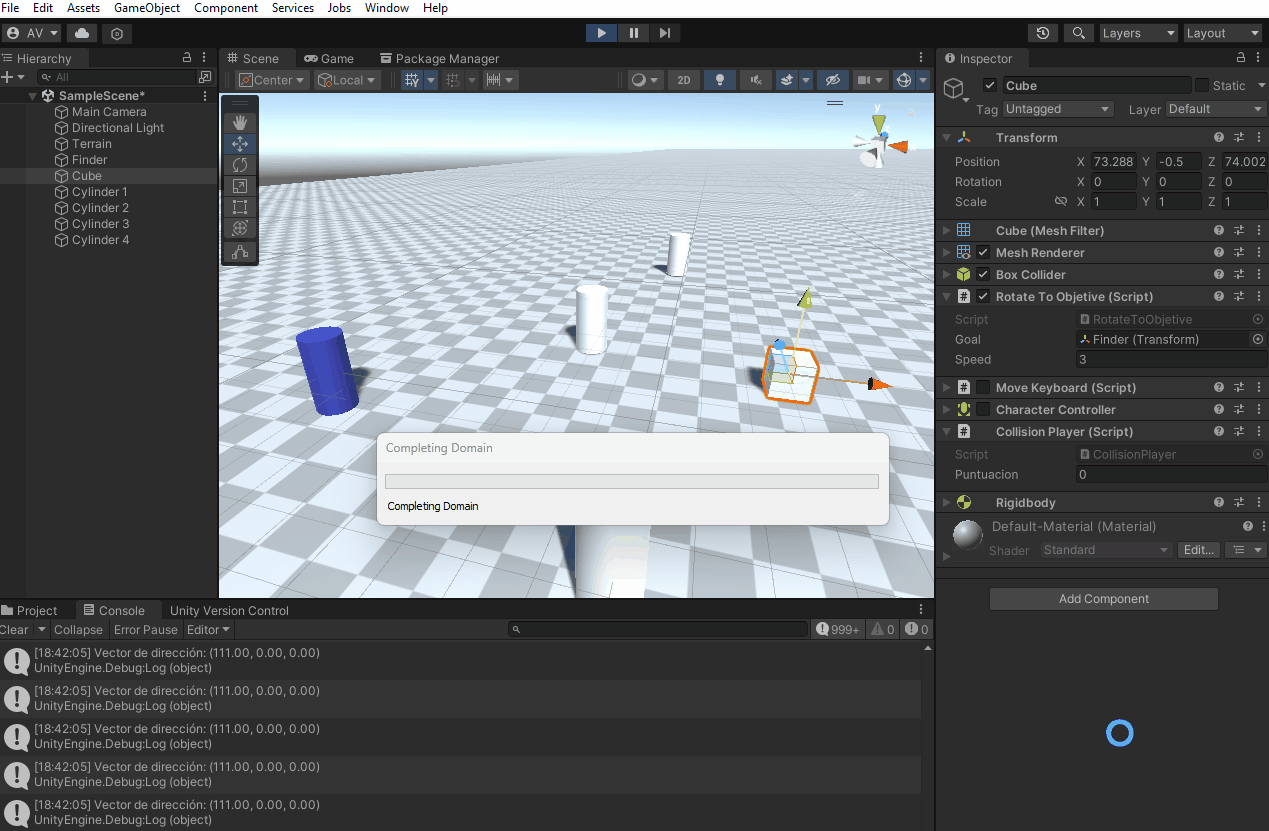 File Edit Assets GameObject Component Services Jobs Window Help
AV Layers Layout
Hierarchy
All
SampleScene*
Main Camera
Directional Light
Terrain
Finder
Cube
Cylinder 1
Cylinder 2
Cylinder 3
Cylinder 4
Scene Game Package Manager
Center Local 2D
y
Completing Domain
Completing Domain
Inspector
Cube Static
Tag Untagged Layer Default
Transform
Position X 73.288 Y -0.5 Z 74.002
Rotation X 0 Y 0 Z 0
Scale X 1 Y 1 Z 1
Cube (Mesh Filter)
Mesh Renderer
Box Collider
# Rotate To Objetive (Script)
Script RotateToObjetive
Goal Finder (Transform)
Speed 3
# Move Keyboard (Script)
Character Controller
# Collision Player (Script)
Script CollisionPlayer
Puntuacion 0
Rigidbody
Default-Material (Material)
Shader Standard Edit...
Add Component
Project Console Unity Version Control
Clear Collapse Error Pause Editor 999+ 0 0
[18:42:05] Vector de dirección: (111.00, 0.00, 0.00)
UnityEngine.Debug:Log (object)
[18:42:05] Vector de dirección: (111.00, 0.00, 0.00)
UnityEngine.Debug:Log (object)
[18:42:05] Vector de dirección: (111.00, 0.00, 0.00)
UnityEngine.Debug:Log (object)
[18:42:05] Vector de dirección: (111.00, 0.00, 0.00)
UnityEngine.Debug:Log (object)
[18:42:05] Vector de dirección: (111.00, 0.00, 0.00)
UnityEngine.Debug:Log (object)